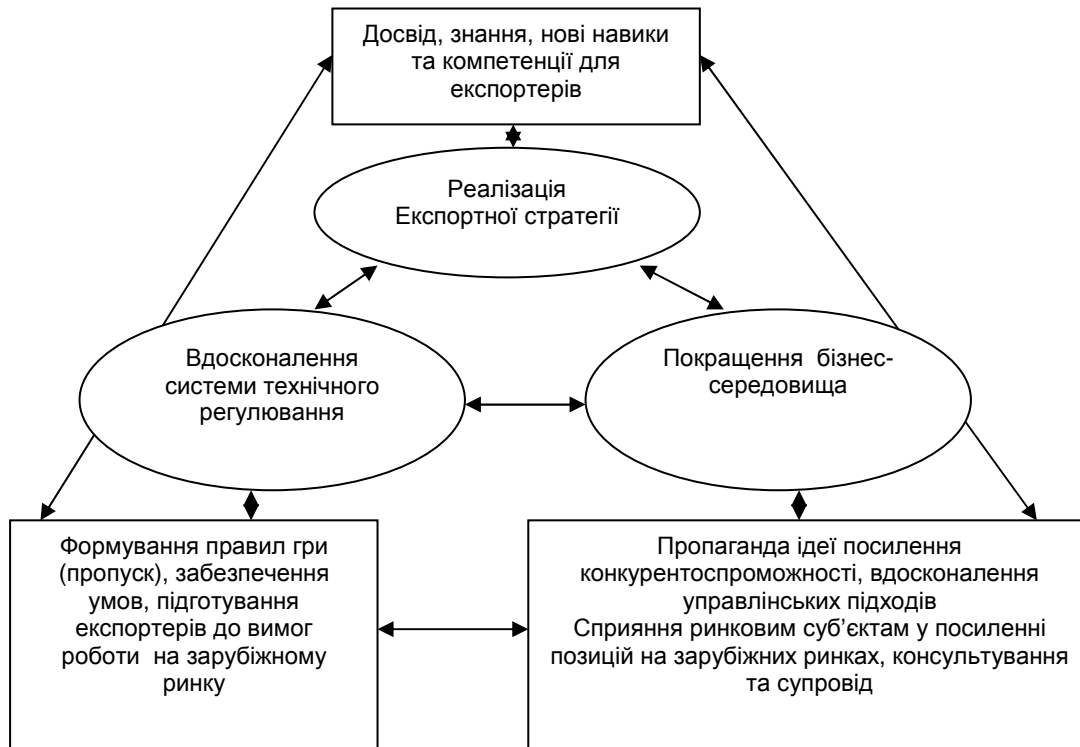 Досвід, знання, нові навики
та компетенції для
експортерів
Реалізація
Експортної стратегії
Вдосконалення
системи технічного
регулювання
Покращення бізнес-
середовища
Формування правил гри
(пропуск), забезпечення
умов, підготування
експортерів до вимог
роботи на зарубіжному
ринку
Пропаганда ідеї посилення
конкурентоспроможності, вдосконалення
управлінських підходів
Сприяння ринковим суб’єктам у посиленні
позицій на зарубіжних ринках, консультування
та супровід